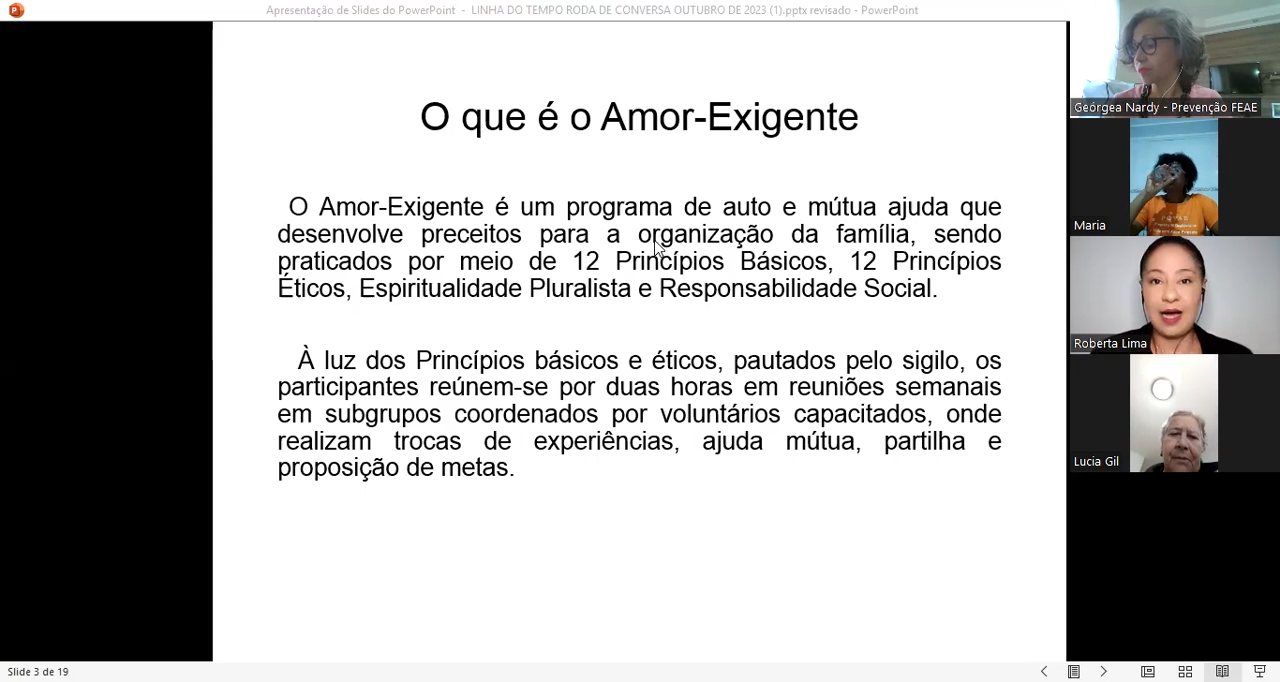 Apresentação de Slides do PowerPoint - LINHA DO TEMPO RODA DE CONVERSA OUTUBRO DE 2023 (1).pptx revisado - PowerPoint
O que é o Amor-Exigente
O Amor-Exigente é um programa de auto e mútua ajuda que
desenvolve preceitos para a organização da família, sendo
praticados por meio de 12 Princípios Básicos, 12 Princípios
Éticos, Espiritualidade Pluralista e Responsabilidade Social.
À luz dos Princípios básicos e éticos, pautados pelo sigilo, os
participantes reúnem-se por duas horas em reuniões semanais
em subgrupos coordenados por voluntários capacitados, onde
realizam trocas de experiências, ajuda mútua, partilha e
proposição de metas.
Geórgea Nardy - Prevenção FEAE
Maria
Roberta Lima
Lucia Gil
Slide 3 de 19